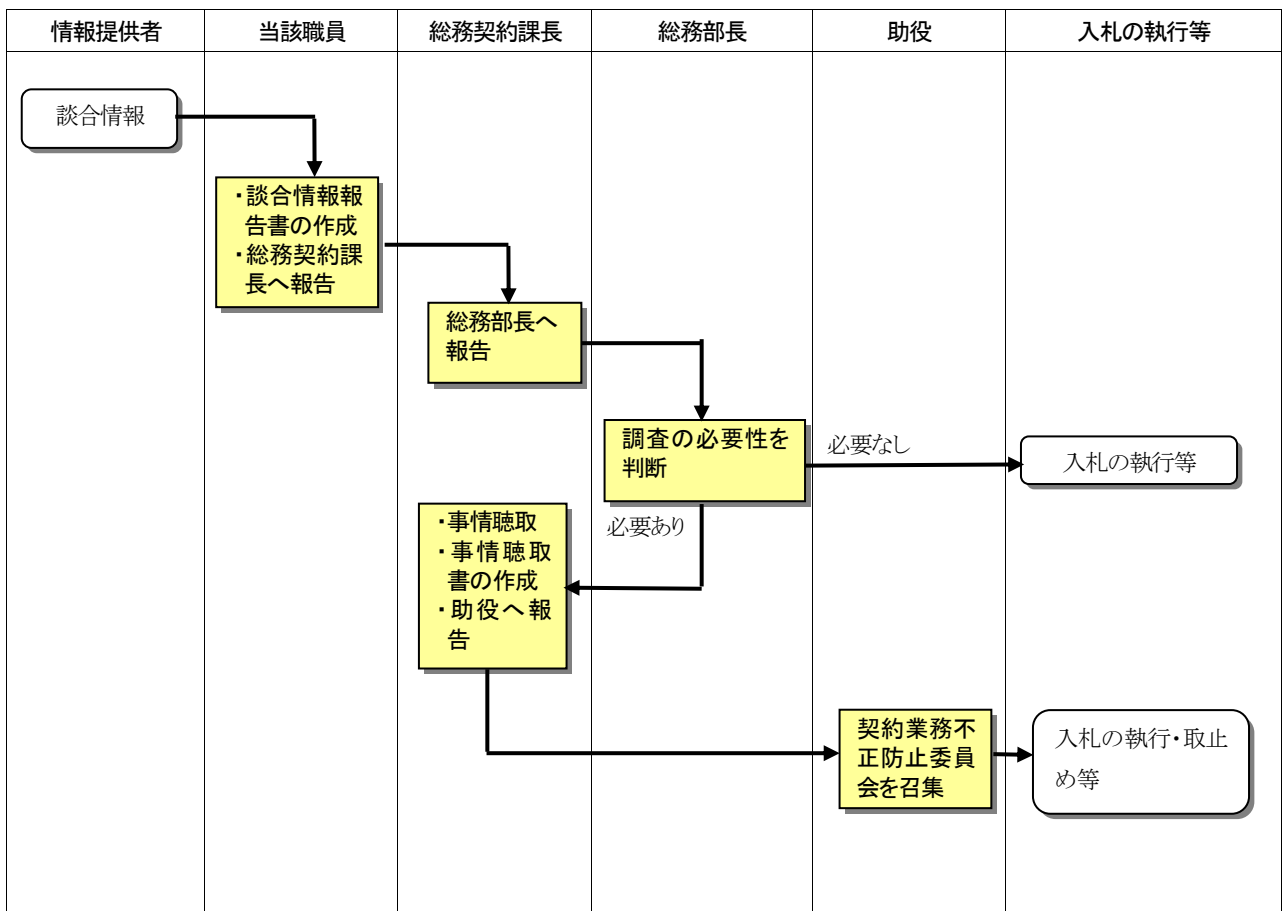 情報提供者
当該職員
総務契約課長
総務部長
助役
入札の執行等
談合情報
・談合情報報
告書の作成
・総務契約課
長へ報告
総務部長へ
報告
調査の必要性を
判断
必要なし
入札の執行等
必要あり
・事情聴取
・事情聴取
書の作成
・助役へ報
告
契約業務不
正防止委員
会を召集
入札の執行・取止
め等